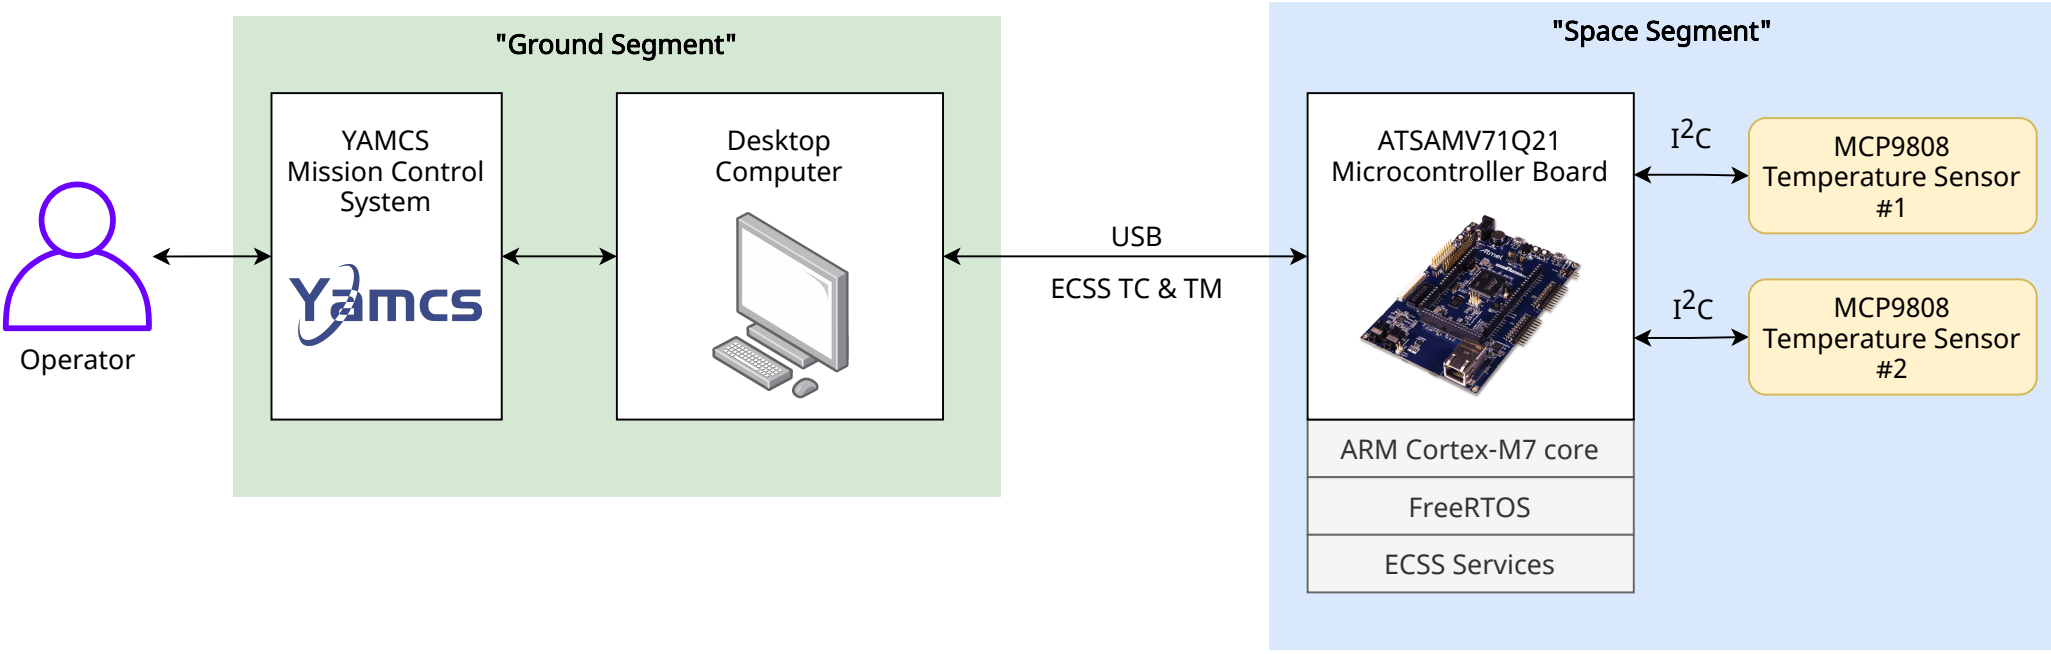 "Ground Segment"
"Space Segment"
Operator
YAMCS
Mission Control
System
Yamcs
Desktop
Computer
USB
ECSS TC & TM
ATSAMV71Q21
Microcontroller Board
Atmel
ARM Cortex-M7 core
FreeRTOS
ECSS Services
I²C
MCP9808
Temperature Sensor
#1
I²C
MCP9808
Temperature Sensor
#2